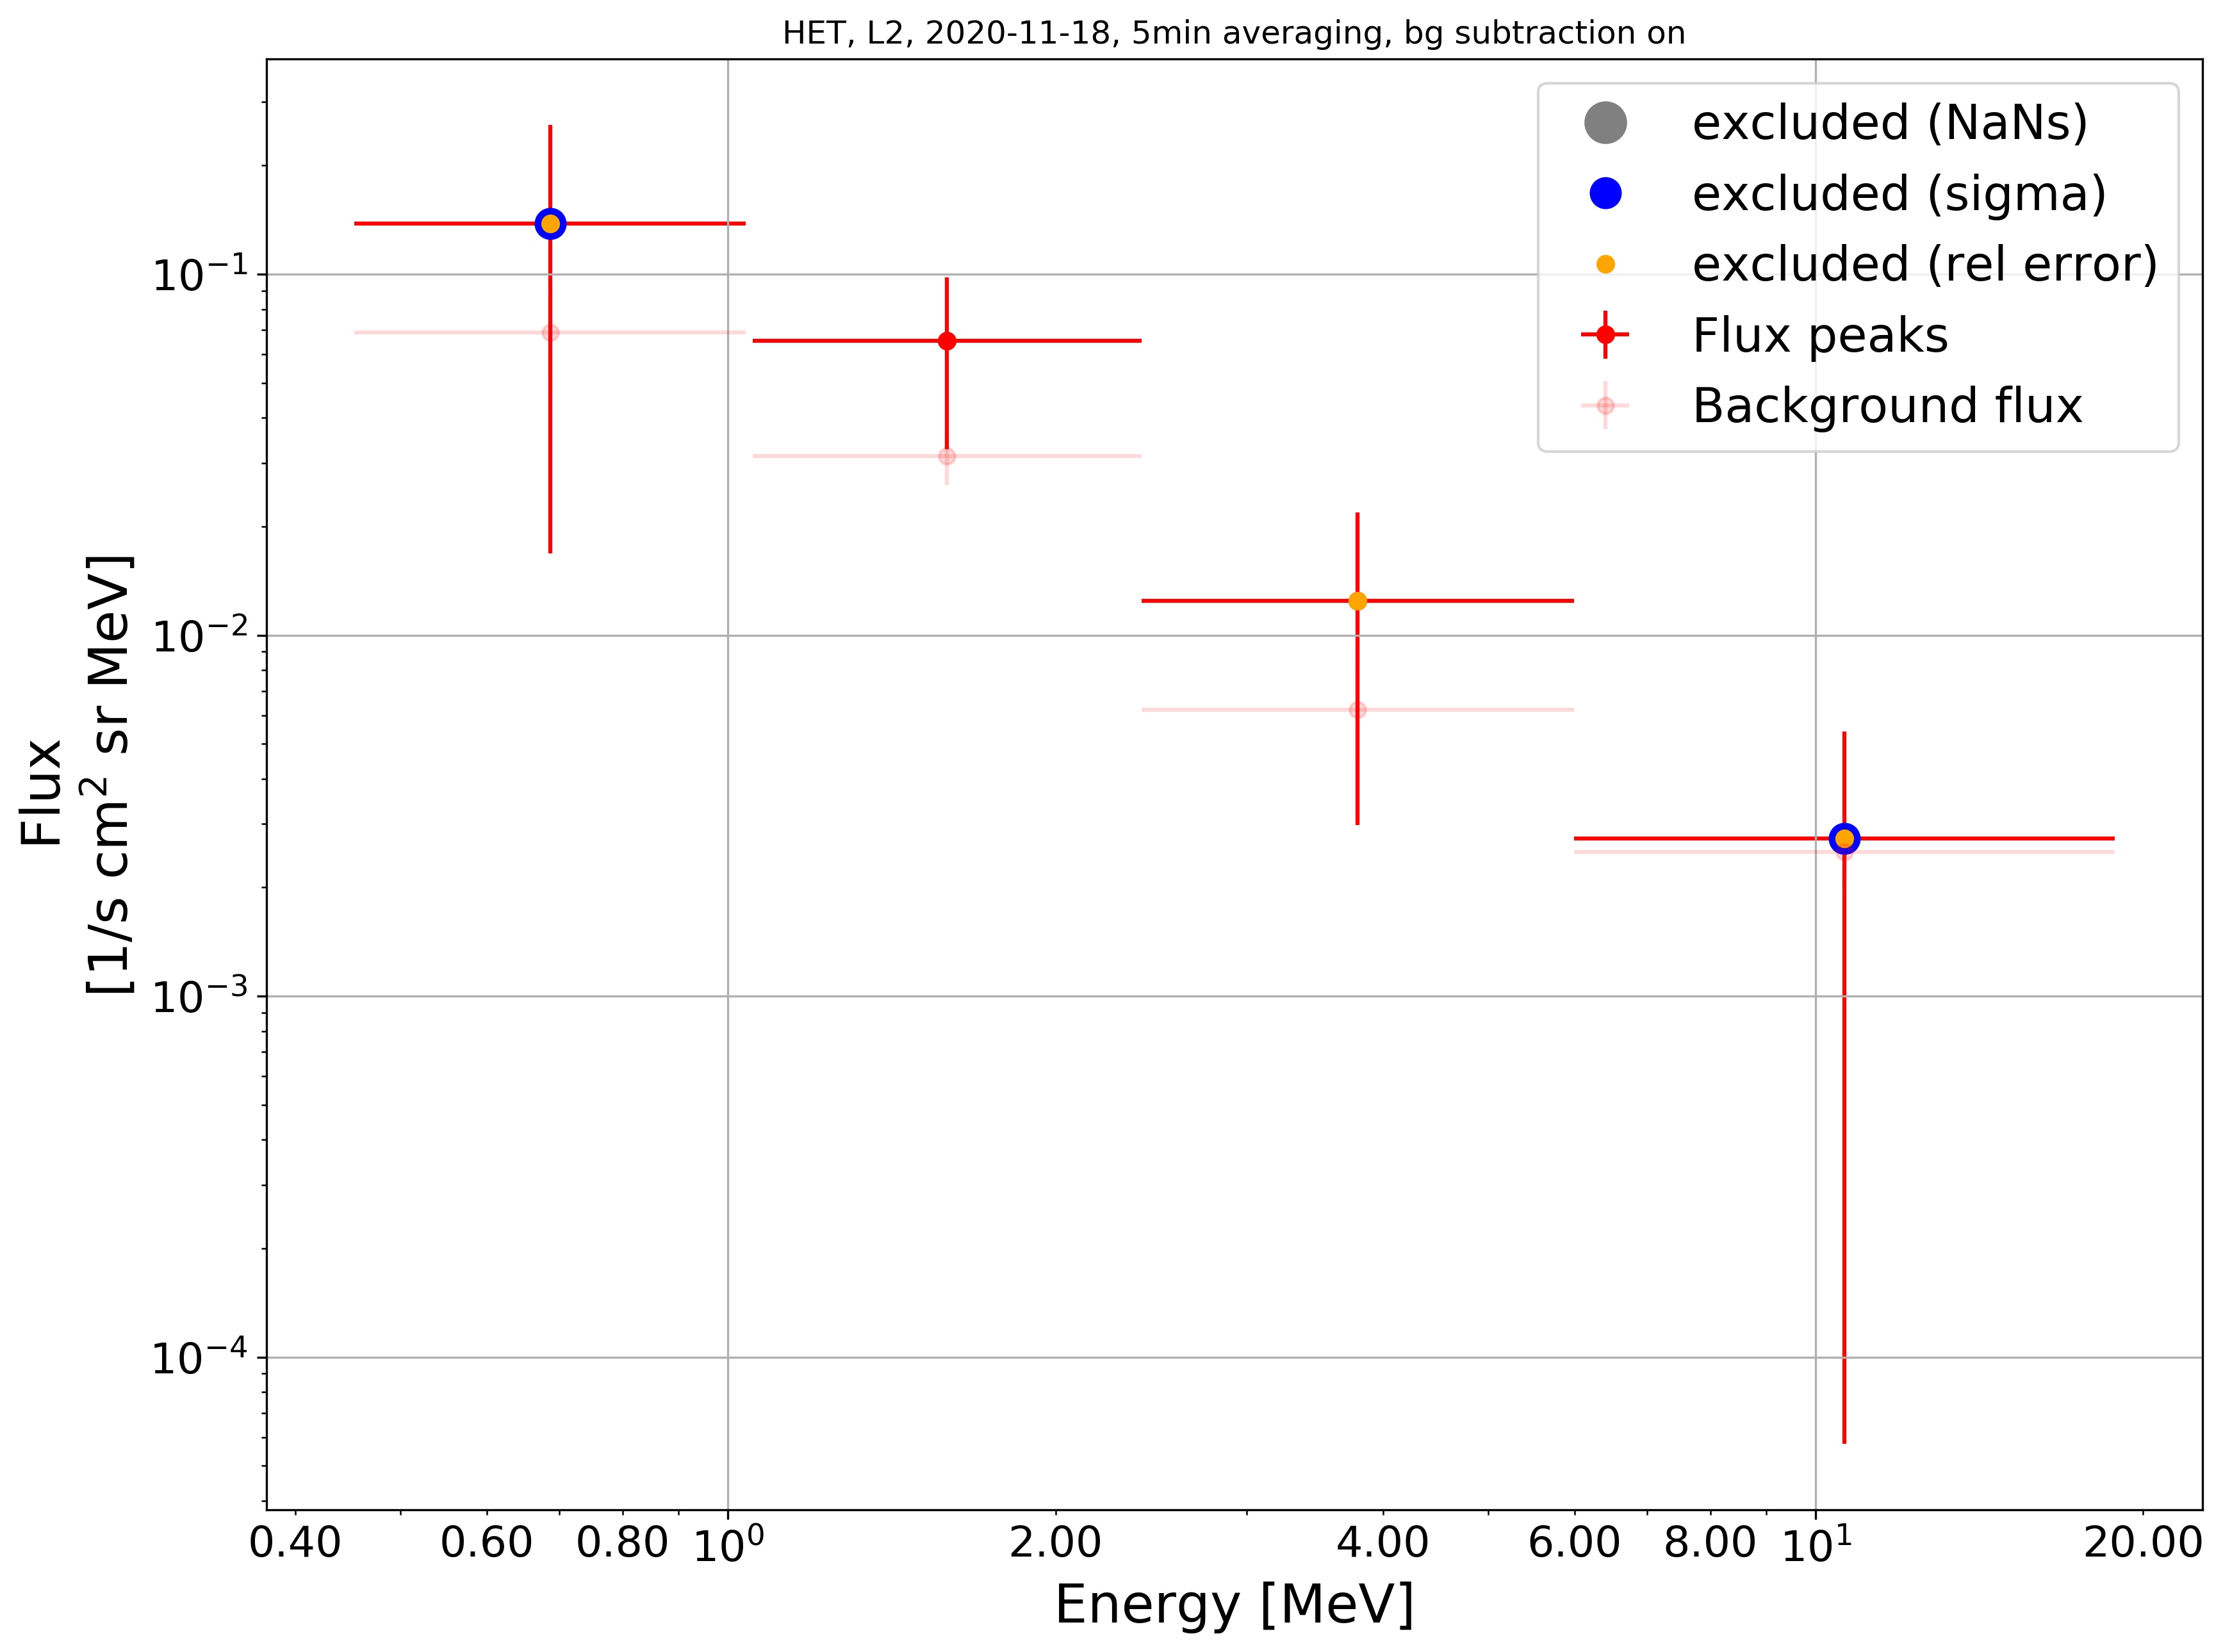 HET, L2, 2020-11-18, 5min averaging, bg subtraction on
excluded (NaNs)
excluded (sigma)
excluded (rel error)
Flux peaks
Background flux
Flux
[1/s cm² sr MeV]
10⁻¹
10⁻²
10⁻³
10⁻⁴
0.40 0.60 0.80 10⁰ 2.00 4.00 6.00 8.00 10¹ 20.00
Energy [MeV]